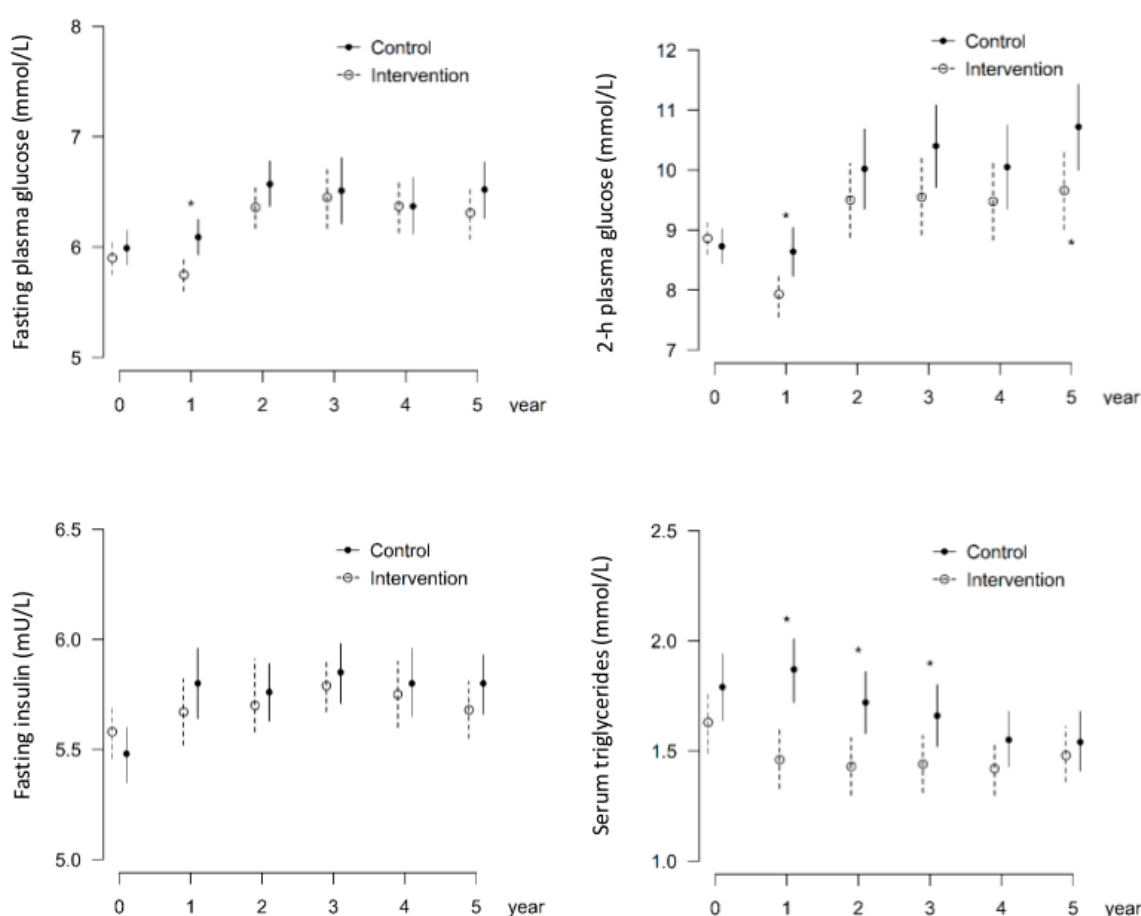 Fasting plasma glucose (mmol/L)
8
7
6
5
Control
Intervention
*
0 1 2 3 4 5 year
2-h plasma glucose (mmol/L)
12
11
10
9
8
7
Control
Intervention
*
*
0 1 2 3 4 5 year
Fasting insulin (mU/L)
6.5
6.0
5.5
5.0
Control
Intervention
0 1 2 3 4 5 year
Serum triglycerides (mmol/L)
2.5
2.0
1.5
1.0
Control
Intervention
*
*
*
0 1 2 3 4 5 year